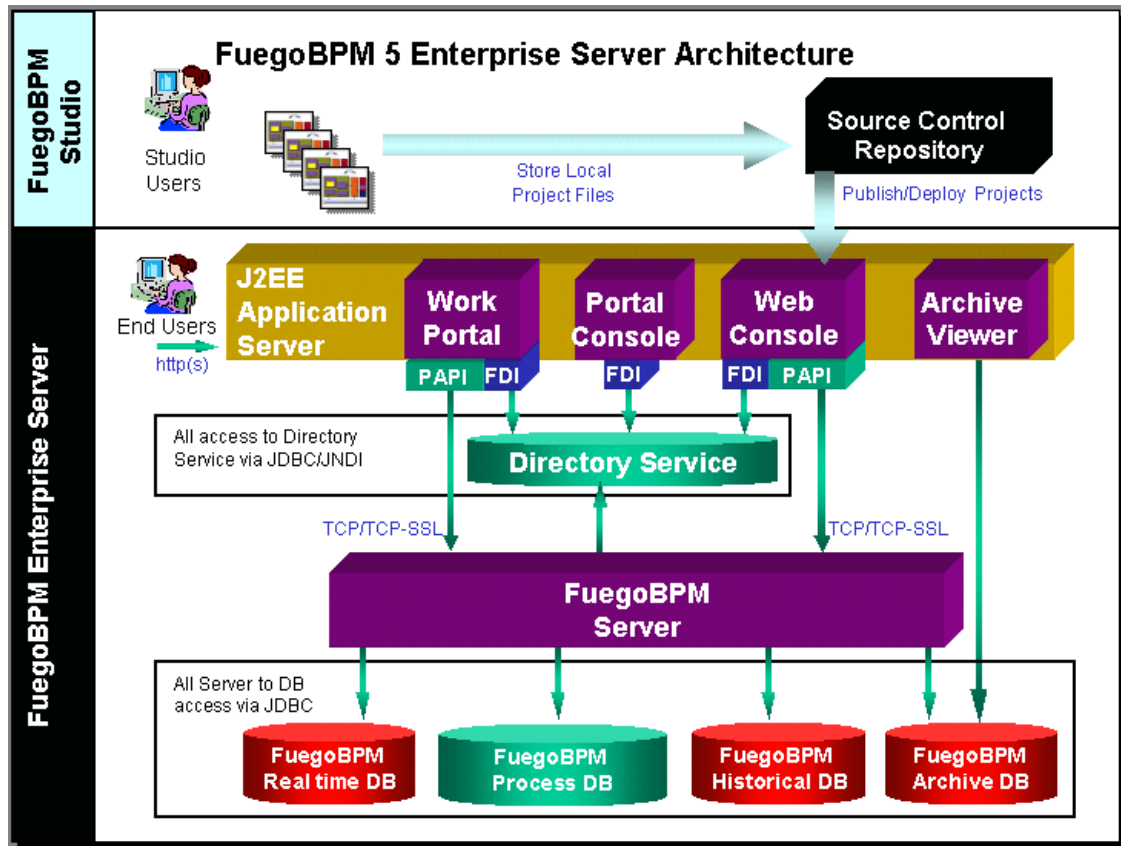 FuegoBPM
Studio
FuegoBPM 5 Enterprise Server Architecture
Studio
Users
Store Local
Project Files
Source Control
Repository
Publish/Deploy Projects
FuegoBPM Enterprise Server
End Users
http(s)
J2EE
Application
Server
Work
Portal
Portal
Console
Web
Console
Archive
Viewer
PAPI
FDI
FDI
FDI
PAPI
All access to Directory
Service via JDBC/JNDI
Directory Service
TCP/TCP-SSL
TCP/TCP-SSL
FuegoBPM
Server
All Server to DB
access via JDBC
FuegoBPM
Real time DB
FuegoBPM
Process DB
FuegoBPM
Historical DB
FuegoBPM
Archive DB